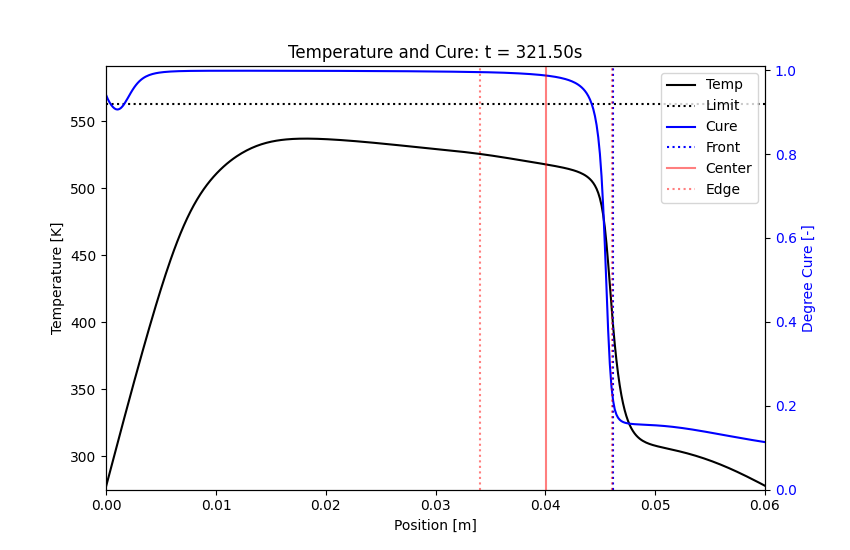 Temperature and Cure: t = 321.50s
Temperature [K]
550
500
450
400
350
300
Temp
Limit
Cure
Front
Center
Edge
1.0
0.8
0.6
0.4
0.2
0.0
Degree Cure [-]
0.00
0.01
0.02
0.03
0.04
0.05
0.06
Position [m]